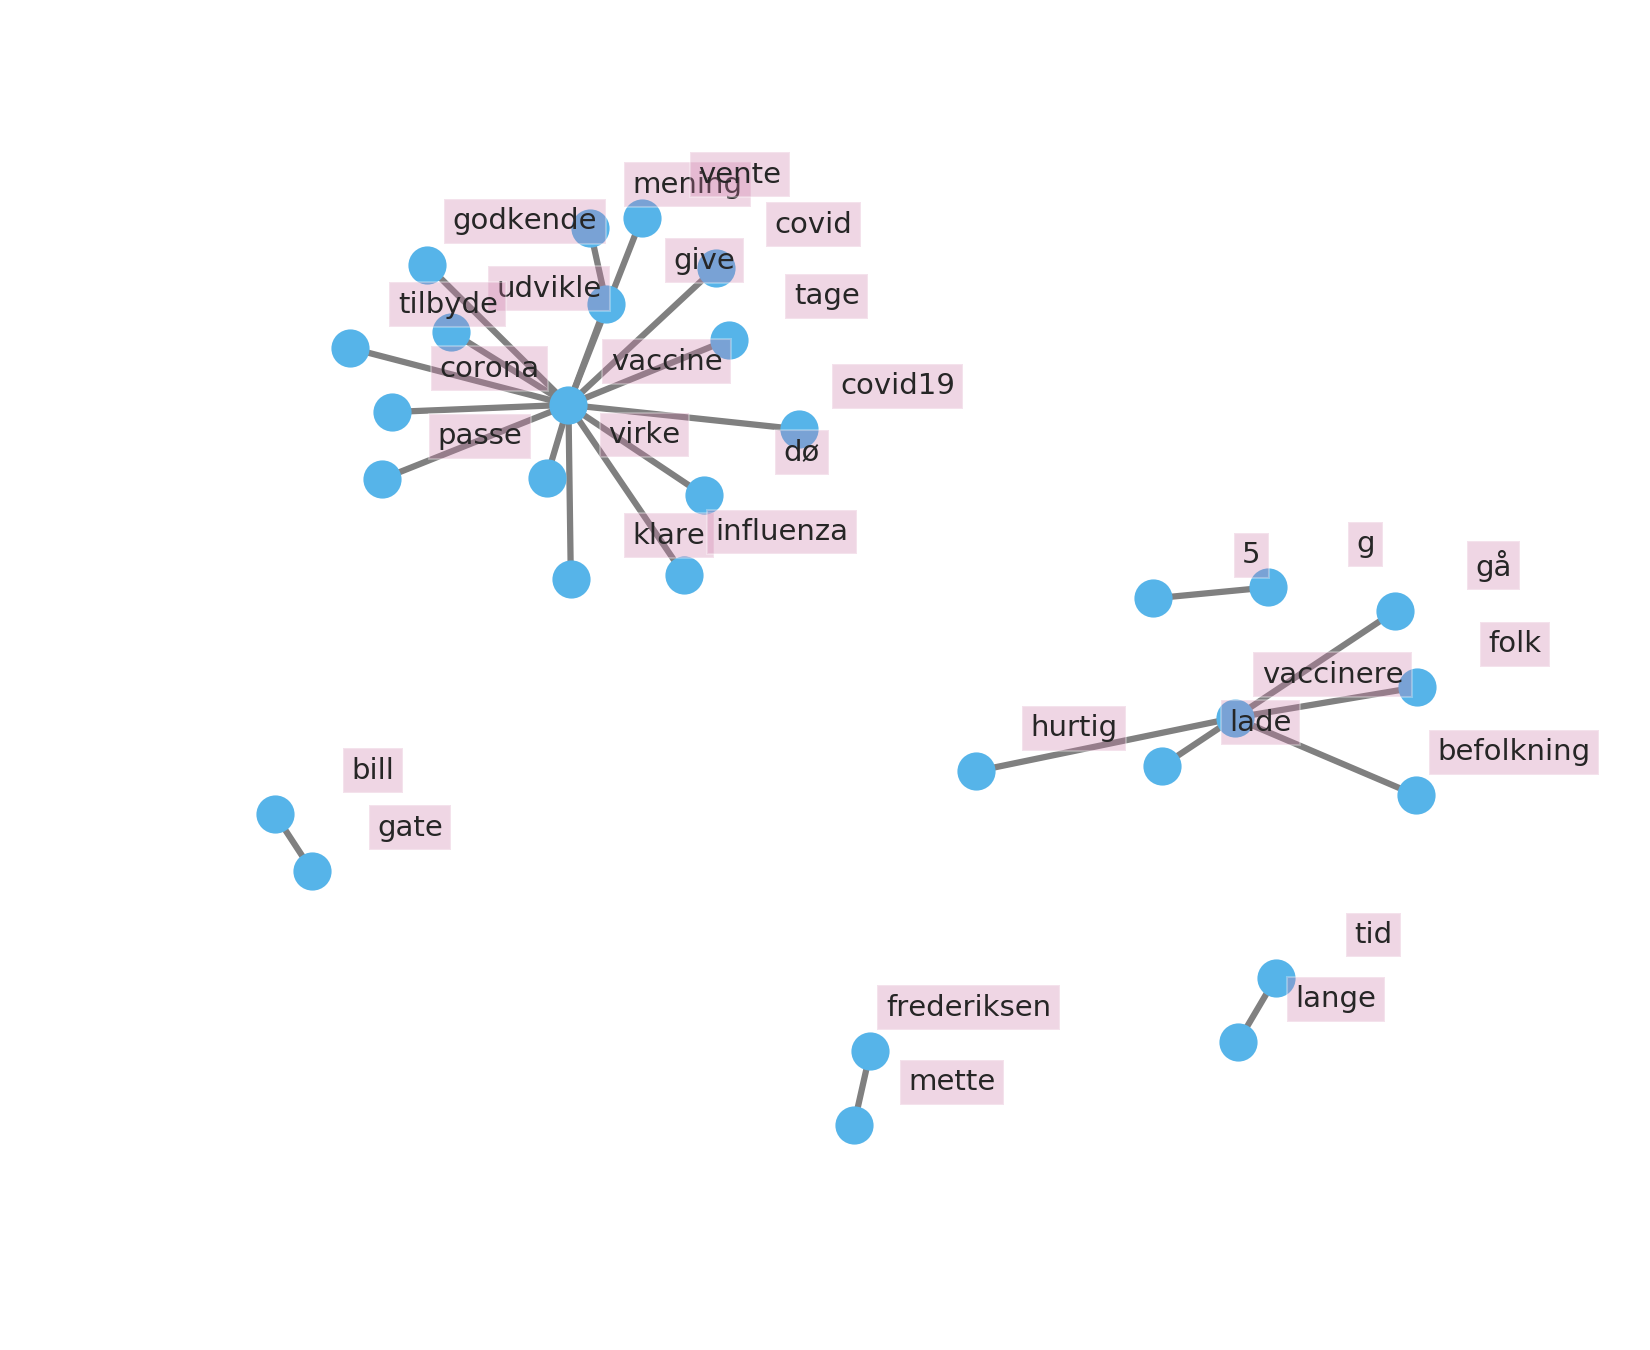 vente
mening
godkende
covid
give
udvikle
tilbyde
tage
corona
vaccine
covid19
passe
virke
dø
klare
influenza
5
g
gå
folk
vaccinere
hurtig
lade
befolkning
bill
gate
tid
lange
frederiksen
mette